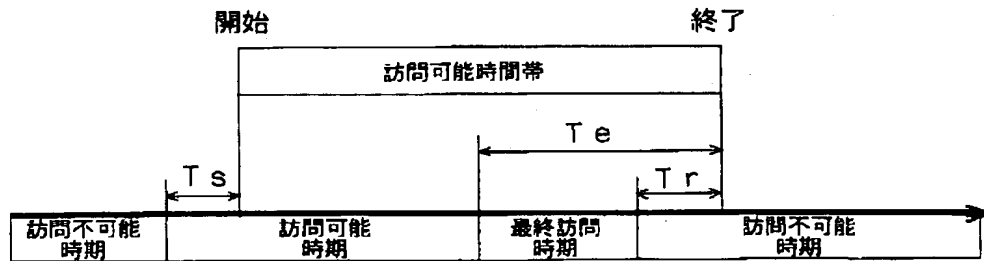 開始
終了
訪問可能時間帯
Te
Ts
Tr
訪問不可能
時期
訪問可能
時期
最終訪問
時期
訪問不可能
時期